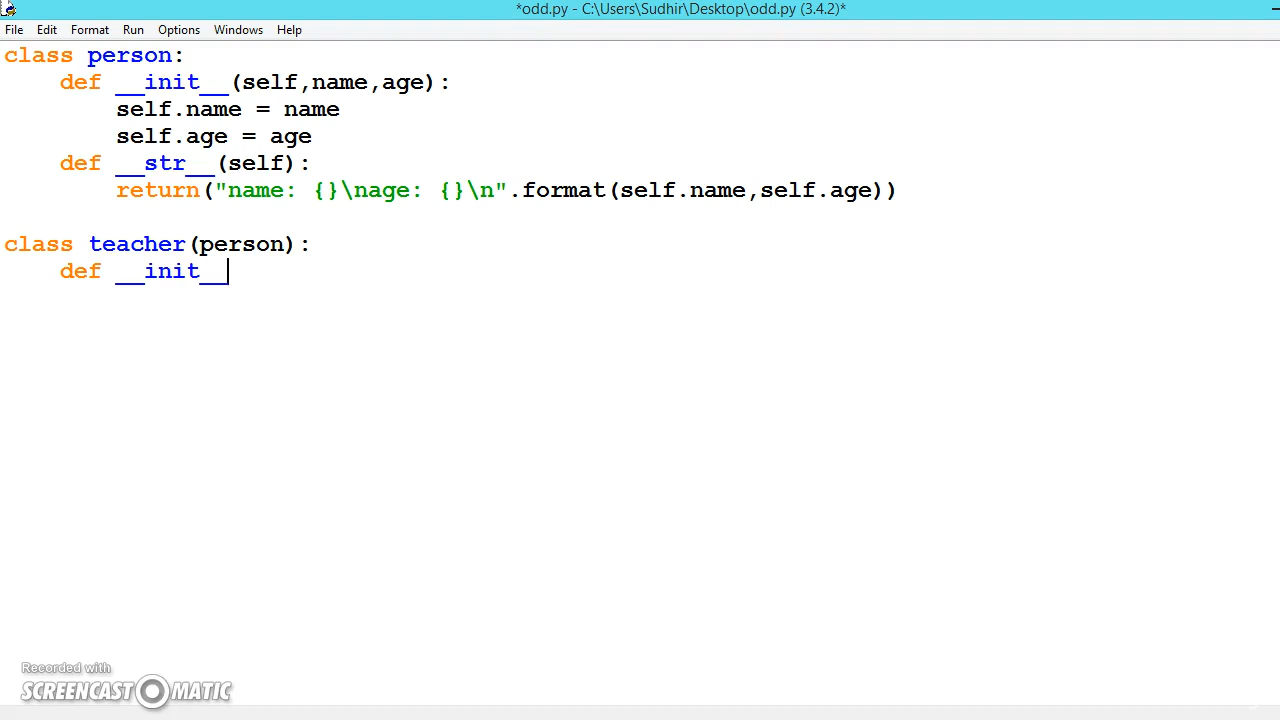 *odd.py - C:\Users\Sudhir\Desktop\odd.py (3.4.2)*
File Edit Format Run Options Windows Help
class person:
    def __init__(self,name,age):
        self.name = name
        self.age = age
    def __str__(self):
        return("name: {}\nage: {}\n".format(self.name,self.age))
class teacher(person):
    def __init__
Recorded with
SCREENCAST-O-MATIC